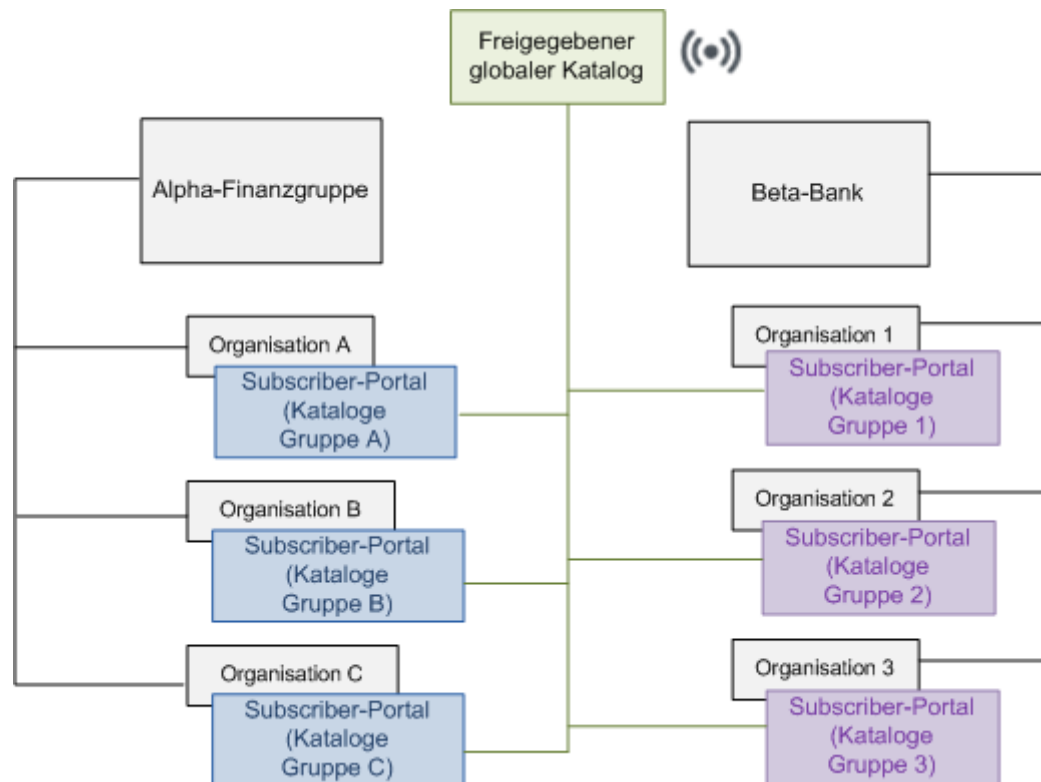 Freigegebener
globaler Katalog
Alpha-Finanzgruppe
Beta-Bank
Organisation A
Subscriber-Portal
(Kataloge
Gruppe A)
Organisation 1
Subscriber-Portal
(Kataloge
Gruppe 1)
Organisation B
Subscriber-Portal
(Kataloge
Gruppe B)
Organisation 2
Subscriber-Portal
(Kataloge
Gruppe 2)
Organisation C
Subscriber-Portal
(Kataloge
Gruppe C)
Organisation 3
Subscriber-Portal
(Kataloge
Gruppe 3)